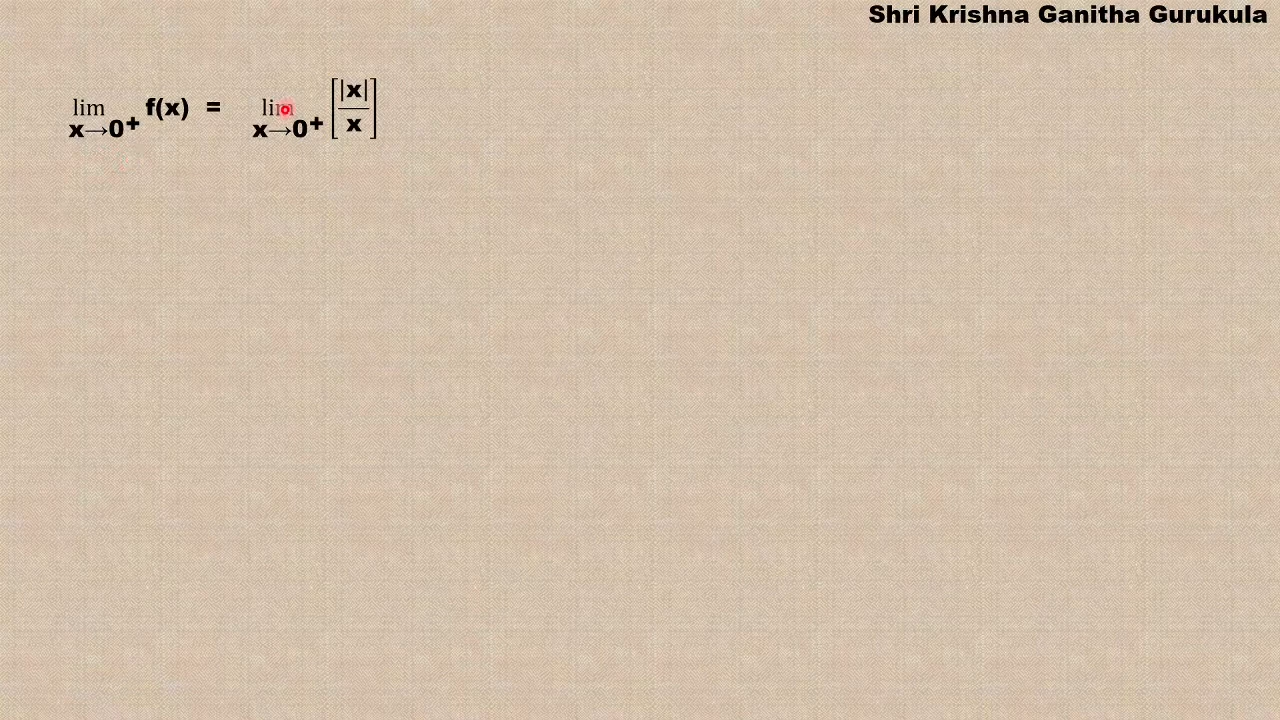 Shri Krishna Ganitha Gurukula
lim x→0⁺ f(x) = lim x→0⁺ [|x|/x]